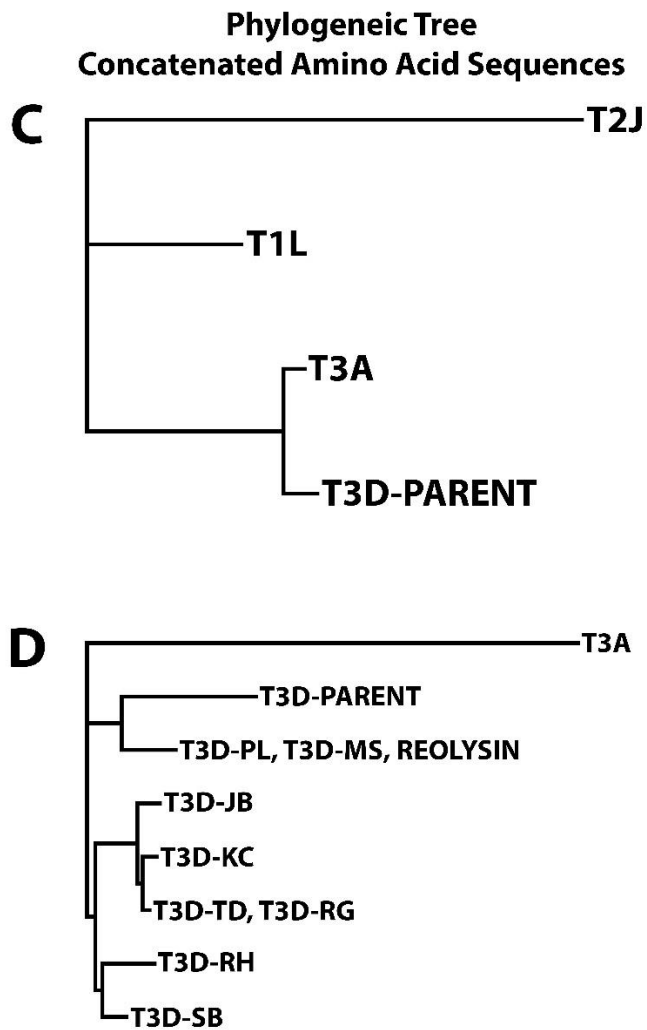 Phylogeneic Tree
Concatenated Amino Acid Sequences
C
T2J
T1L
T3A
T3D-PARENT
D
T3A
T3D-PARENT
T3D-PL, T3D-MS, REOLYSIN
T3D-JB
T3D-KC
T3D-TD, T3D-RG
T3D-RH
T3D-SB